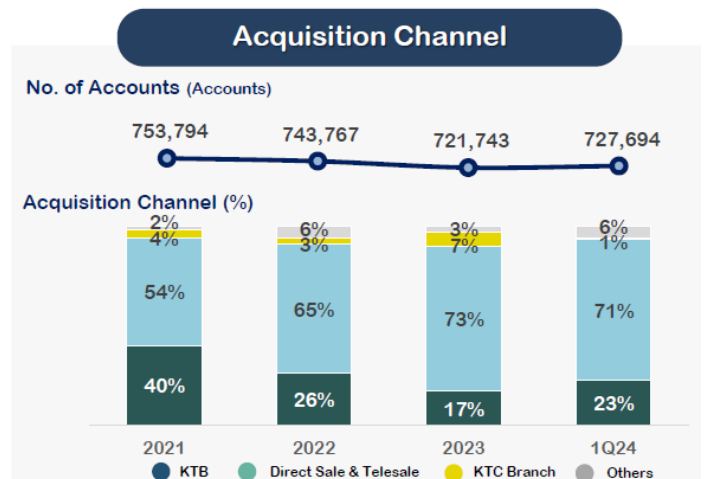 Acquisition Channel
No. of Accounts (Accounts)
753,794 743,767 721,743 727,694
Acquisition Channel (%)
2% 6% 3% 6%
4% 3% 7% 1%
54% 65% 73% 71%
40% 26% 17% 23%
2021 2022 2023 1Q24
KTB Direct Sale & Telesale KTC Branch Others